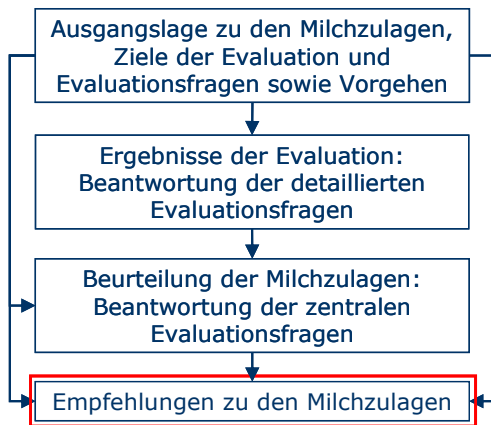 Ausgangslage zu den Milchzulagen,
Ziele der Evaluation und
Evaluationsfragen sowie Vorgehen
Ergebnisse der Evaluation:
Beantwortung der detaillierten
Evaluationsfragen
Beurteilung der Milchzulagen:
Beantwortung der zentralen
Evaluationsfragen
Empfehlungen zu den Milchzulagen